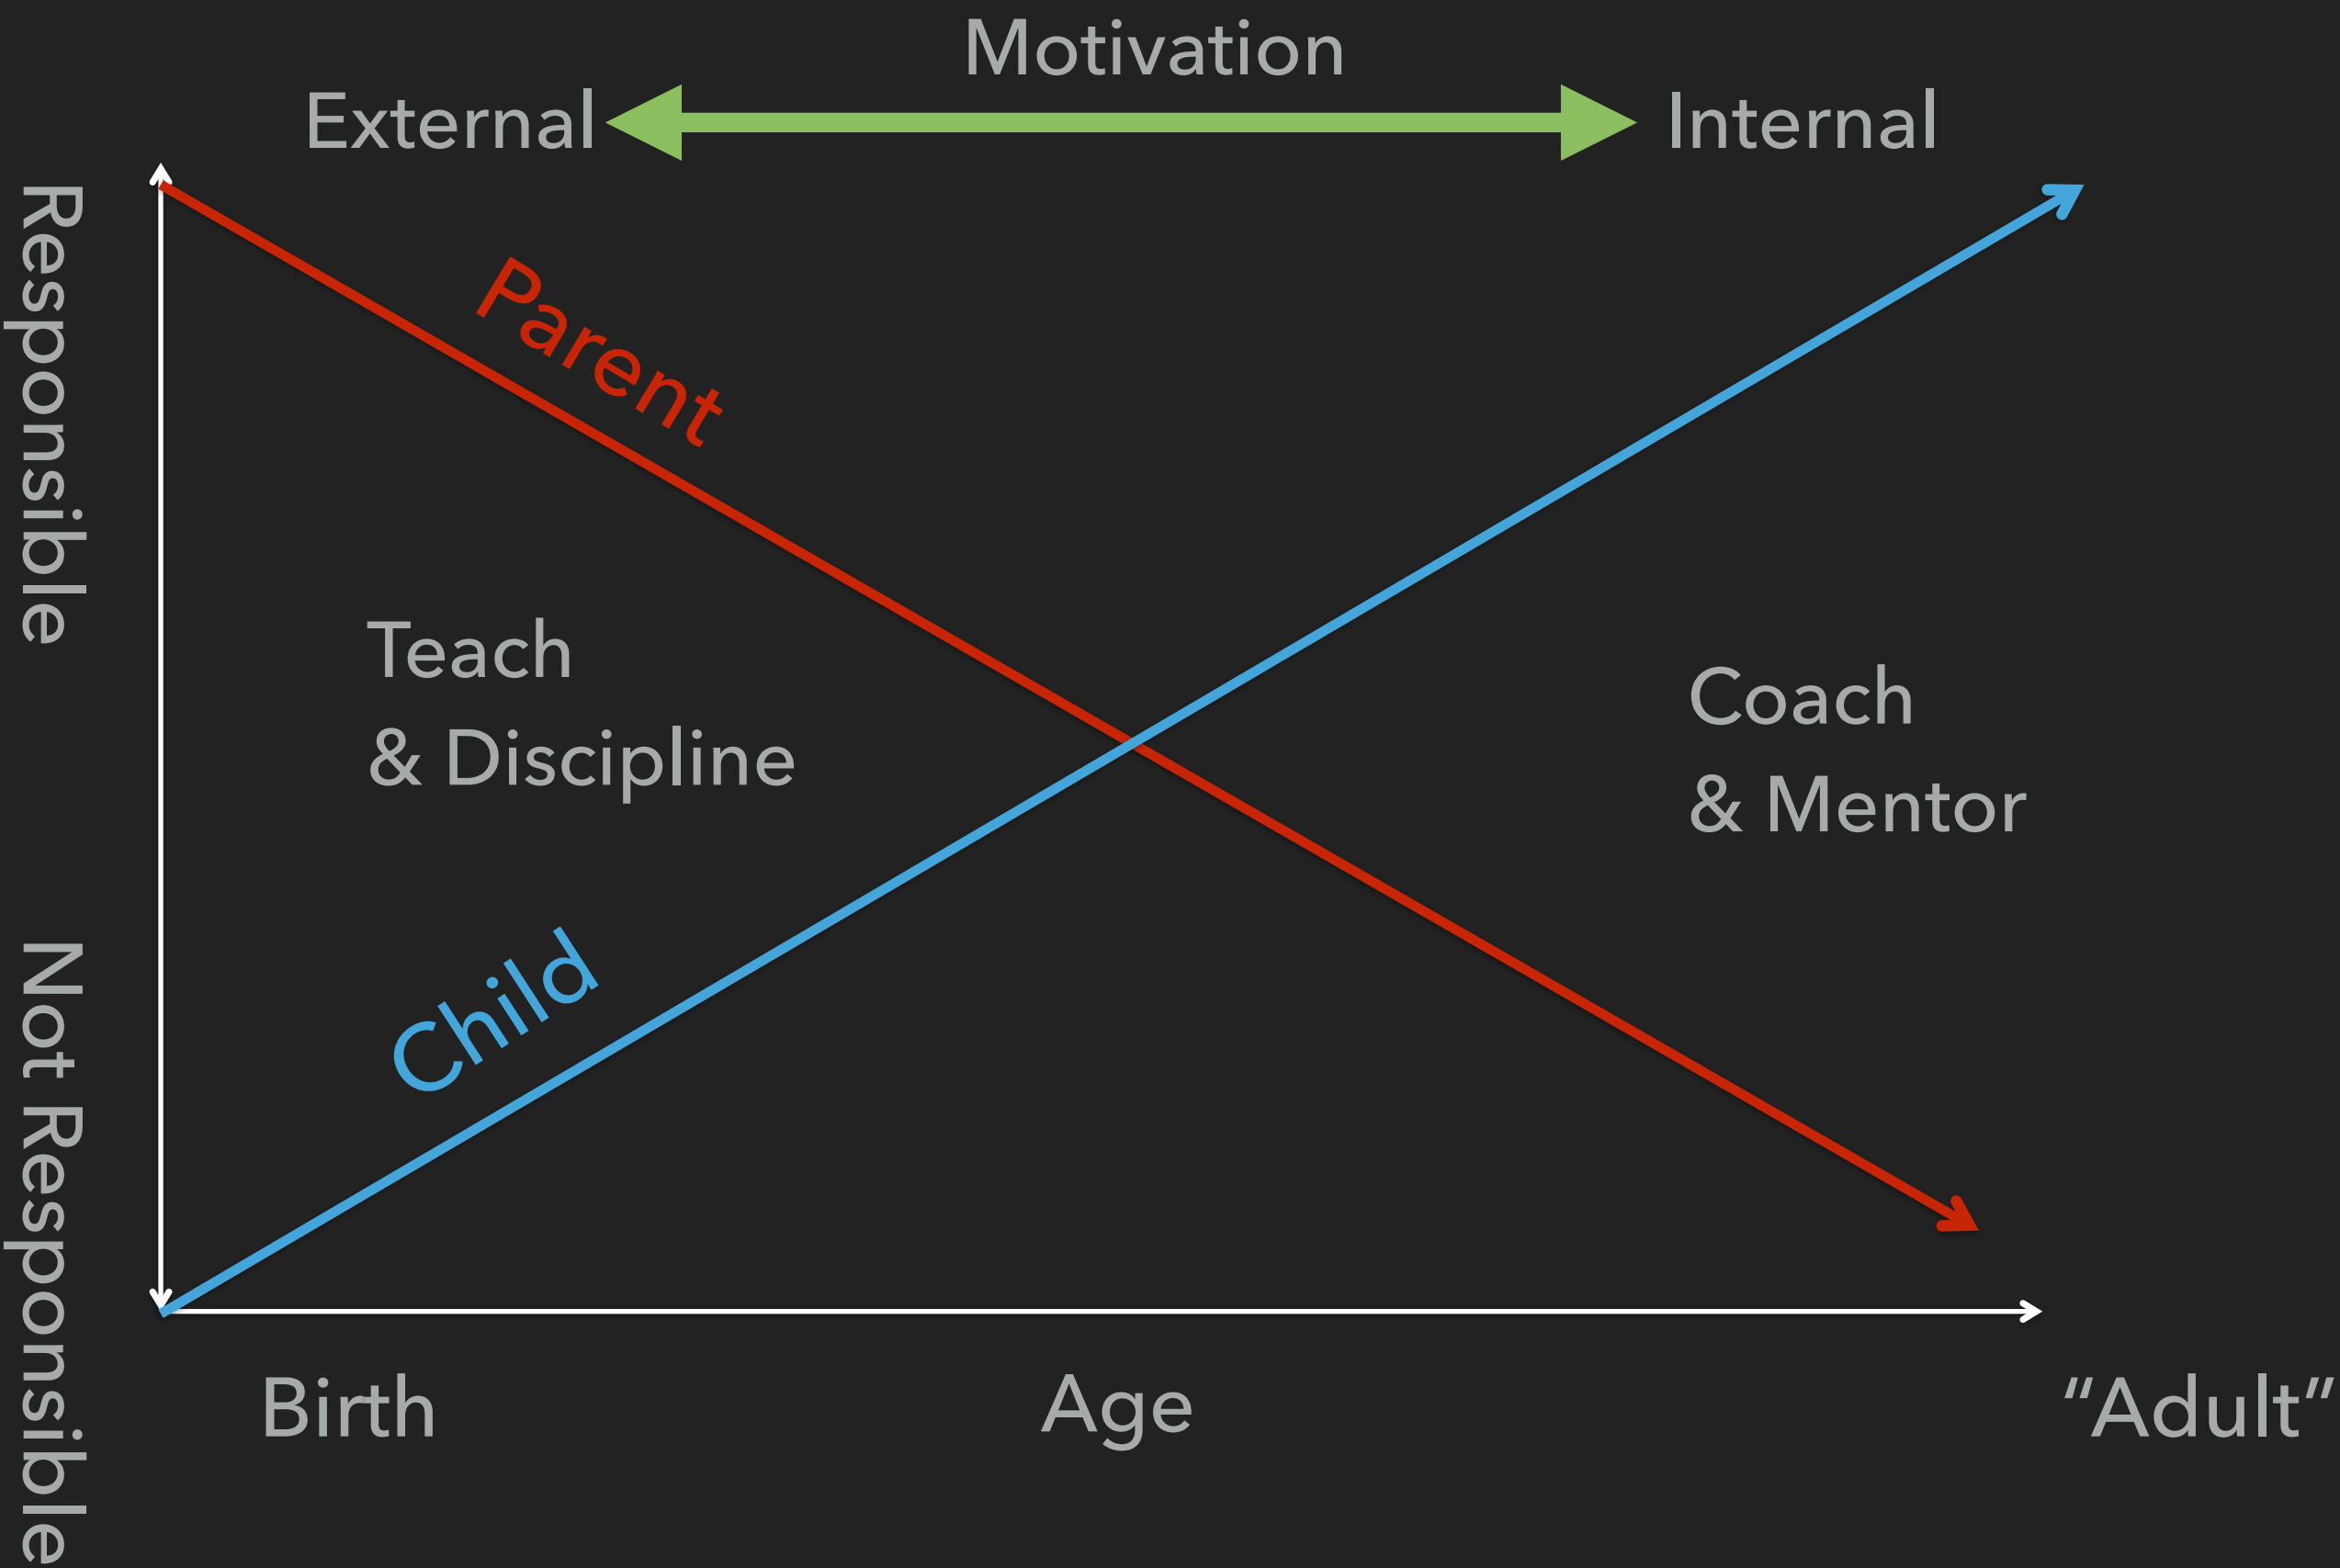 Motivation
External
Internal
Responsible
Parent
Teach
& Discipline
Coach
& Mentor
Child
Not Responsible
Birth
Age
“Adult”